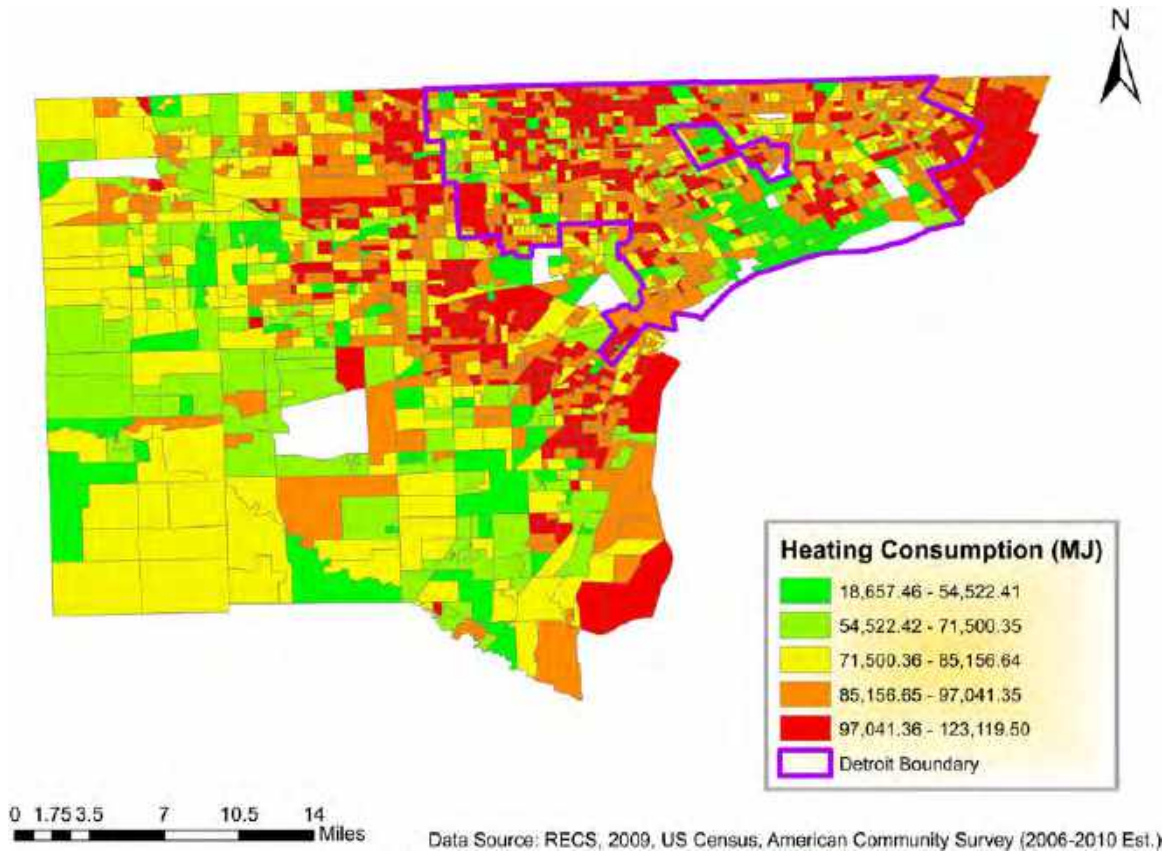 N
Heating Consumption (MJ)
18,657.46 - 54,522.41
54,522.42 - 71,500.35
71,500.36 - 85,156.64
85,156.65 - 97,041.35
97,041.36 - 123,119.50
Detroit Boundary
0 1.75 3.5 7 10.5 14
Miles
Data Source: RECS, 2009, US Census, American Community Survey (2006-2010 Est.)